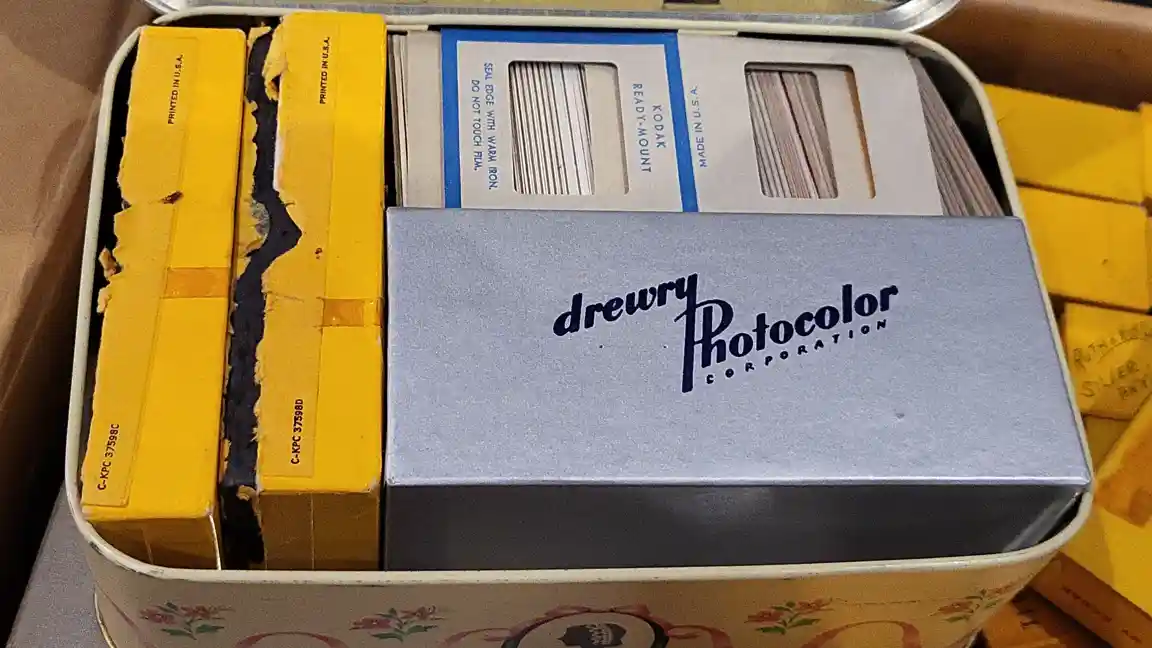 PRINTED IN U.S.A.
C-KPC 37598C
PRINTED IN U.S.A.
C-KPC 37598D
SEAL EDGE WITH WARM IRON.
DO NOT TOUCH FILM.
KODAK
READY-MOUNT
MADE IN U.S.A.
drewry
Photocolor
CORPORATION
SILVER